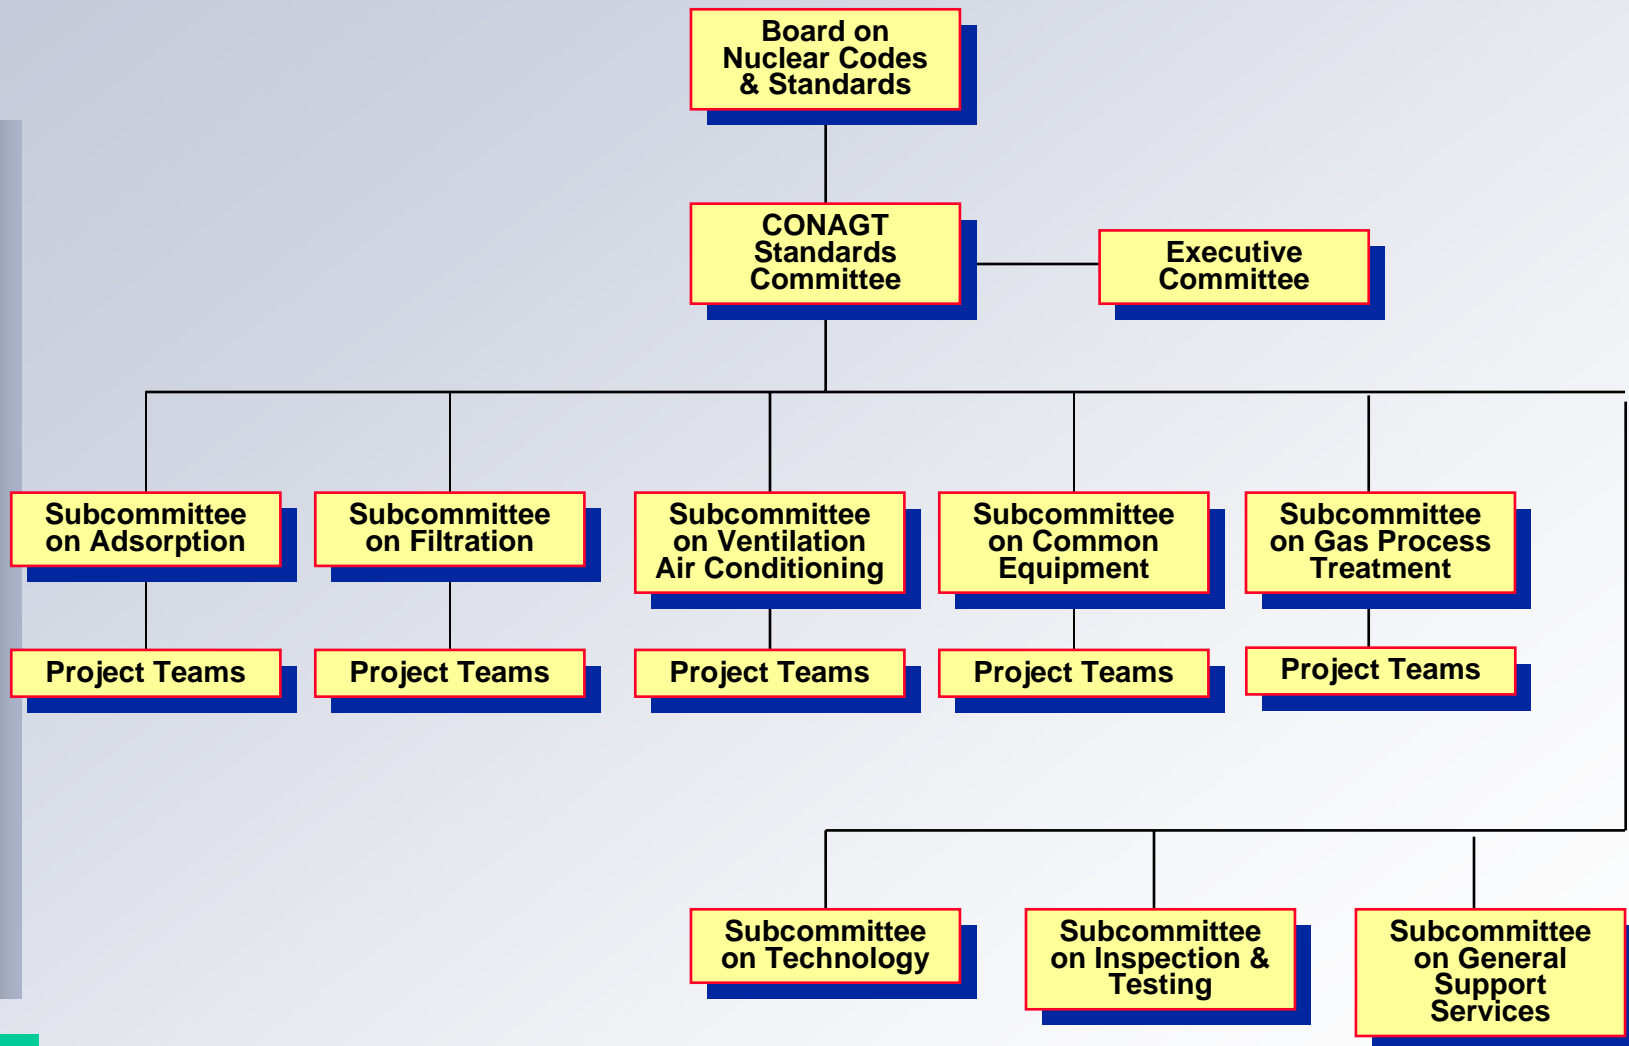 Board on
Nuclear Codes
& Standards
CONAGT
Standards
Committee
Executive
Committee
Subcommittee
on Adsorption
Subcommittee
on Filtration
Subcommittee
on Ventilation
Air Conditioning
Subcommittee
on Common
Equipment
Subcommittee
on Gas Process
Treatment
Project Teams
Project Teams
Project Teams
Project Teams
Project Teams
Subcommittee
on Technology
Subcommittee
on Inspection &
Testing
Subcommittee
on General
Support
Services